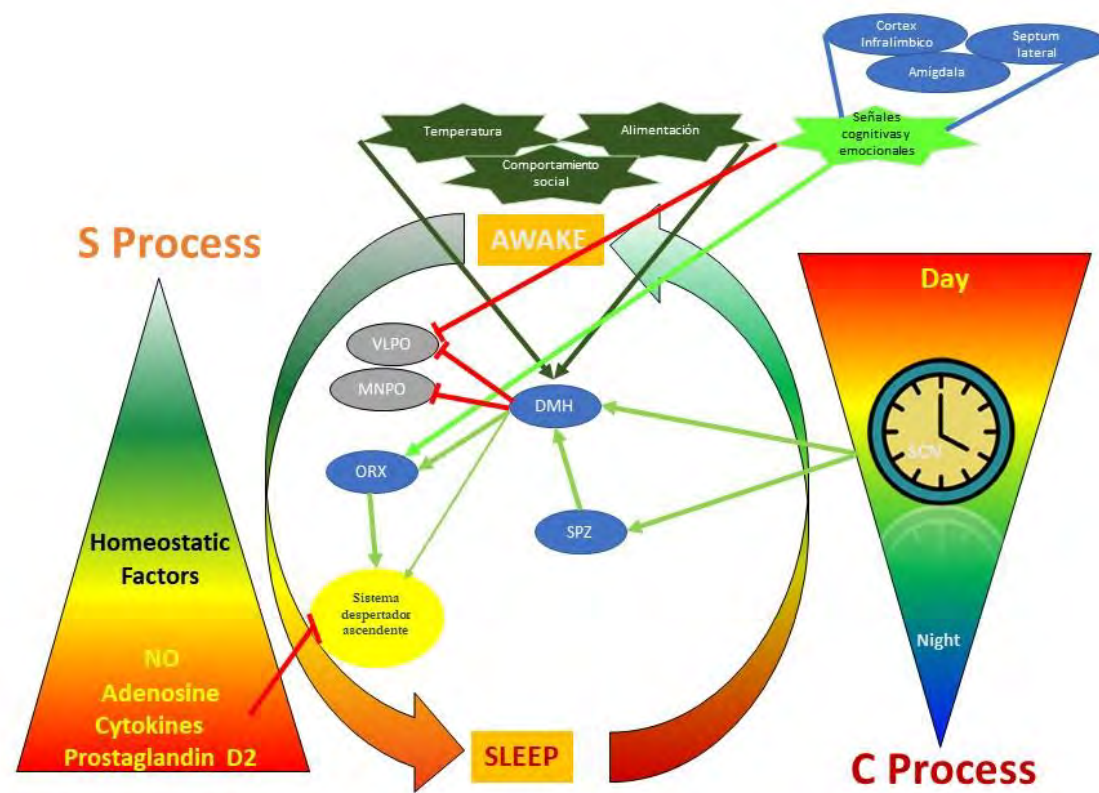 Cortex
Infralímbico
Septum
lateral
Amígdala
Temperatura
Alimentación
Señales
cognitivas y
emocionales
Comportamiento
social
S Process
AWAKE
Day
VLPO
MNPO
DMH
SCN
ORX
SPZ
Homeostatic
Factors
Sistema
despertador
ascendente
NO
Adenosine
Cytokines
Prostaglandin D2
Night
SLEEP
C Process